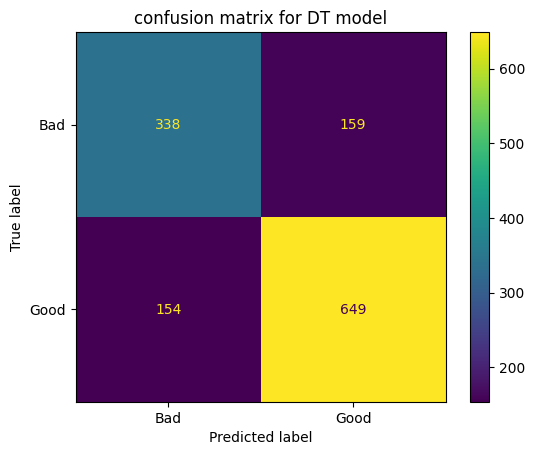 confusion matrix for DT model
Bad
338
159
Good
154
649
Bad
Good
Predicted label
True label
600
500
400
300
200